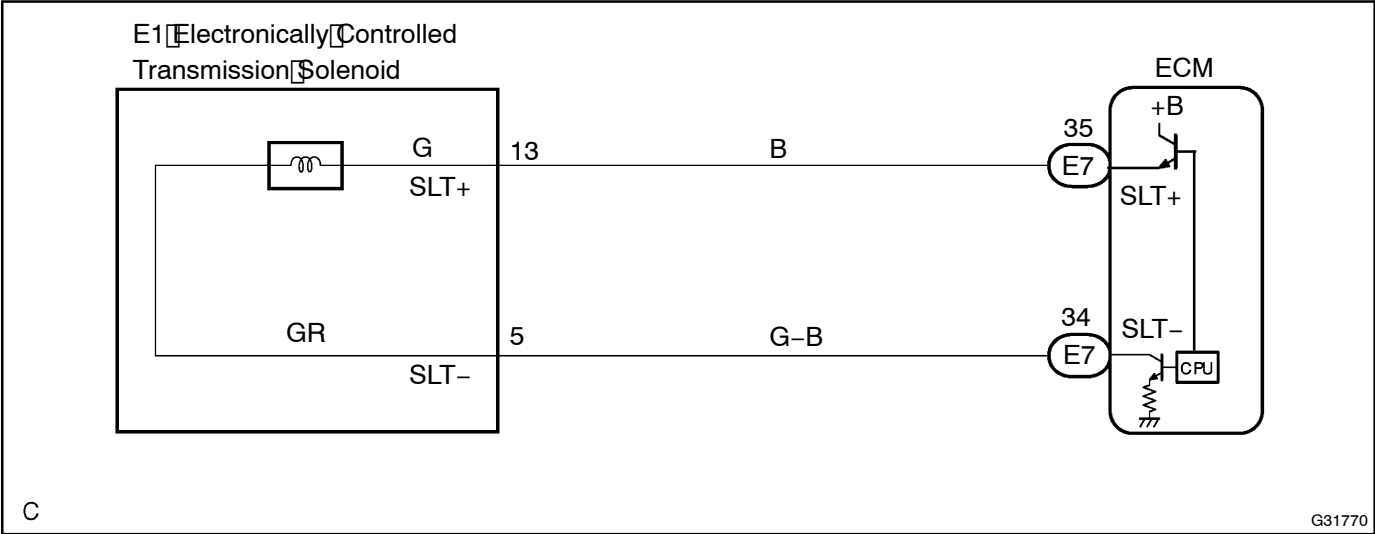 E1 Electronically Controlled
Transmission Solenoid
ECM
+B
35
G
13
B
E7
SLT+
SLT+
34
SLT−
GR
5
G−B
E7
CPU
SLT−
C
G31770